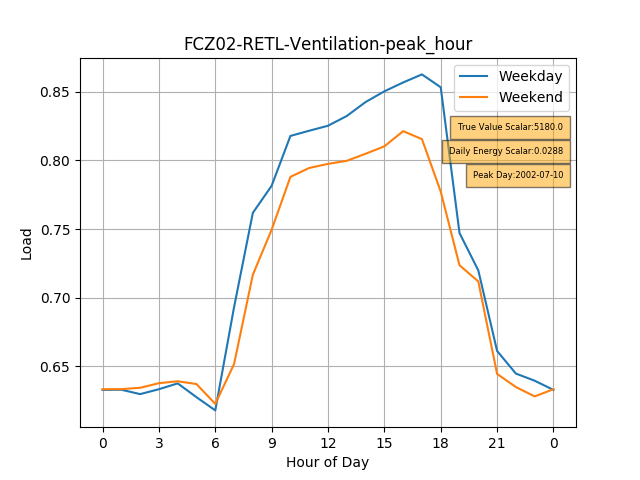 FCZ02-RETL-Ventilation-peak_hour
Weekday
Weekend
True Value Scalar:5180.0
Daily Energy Scalar:0.0288
Peak Day:2002-07-10
Load
0.85
0.80
0.75
0.70
0.65
0 3 6 9 12 15 18 21 0
Hour of Day